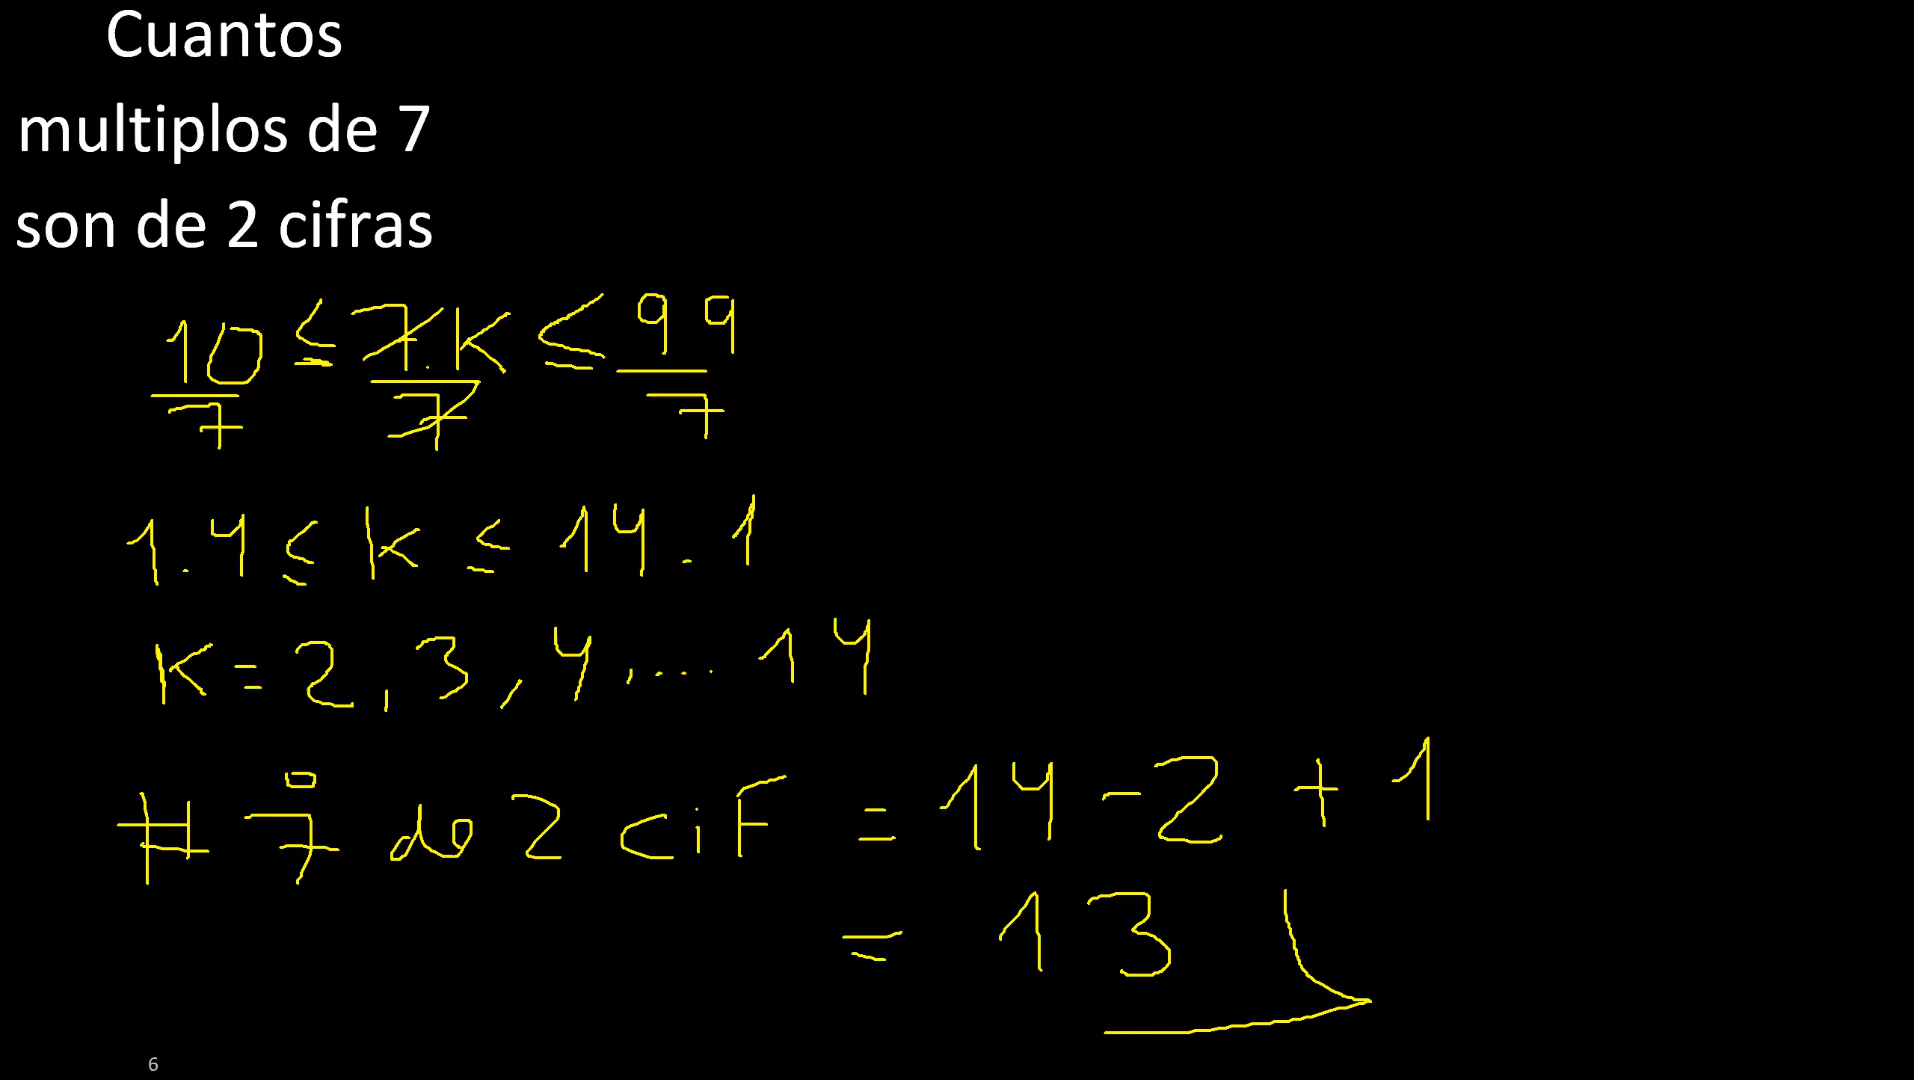 Cuantos
multiplos de 7
son de 2 cifras
10/7 ≤ 7.K/7 ≤ 99/7
1.4 ≤ K ≤ 14.1
K = 2, 3, 4, ... 14
# 7̊ de 2 ciF = 14 - 2 + 1
= 13
6